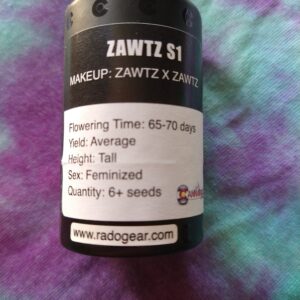 ZAWTZ S1
MAKEUP: ZAWTZ X ZAWTZ
Flowering Time: 65-70 days
Yield: Average
Height: Tall
Sex: Feminized
Quantity: 6+ seeds
www.radogear.com